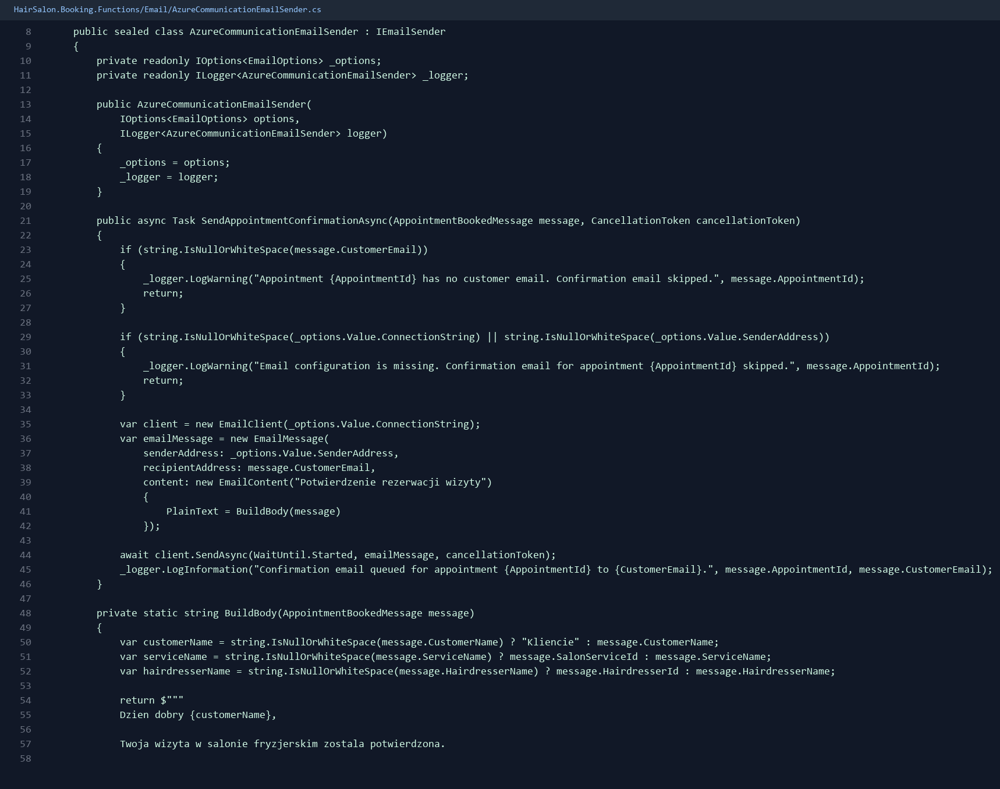 HairSalon.Booking.Functions/Email/AzureCommunicationEmailSender.cs
8 public sealed class AzureCommunicationEmailSender : IEmailSender
9 {
10 private readonly IOptions<EmailOptions> _options;
11 private readonly ILogger<AzureCommunicationEmailSender> _logger;
12
13 public AzureCommunicationEmailSender(
14 IOptions<EmailOptions> options,
15 ILogger<AzureCommunicationEmailSender> logger)
16 {
17 _options = options;
18 _logger = logger;
19 }
20
21 public async Task SendAppointmentConfirmationAsync(AppointmentBookedMessage message, CancellationToken cancellationToken)
22 {
23 if (string.IsNullOrWhiteSpace(message.CustomerEmail))
24 {
25 _logger.LogWarning("Appointment {AppointmentId} has no customer email. Confirmation email skipped.", message.AppointmentId);
26 return;
27 }
28
29 if (string.IsNullOrWhiteSpace(_options.Value.ConnectionString) || string.IsNullOrWhiteSpace(_options.Value.SenderAddress))
30 {
31 _logger.LogWarning("Email configuration is missing. Confirmation email for appointment {AppointmentId} skipped.", message.AppointmentId);
32 return;
33 }
34
35 var client = new EmailClient(_options.Value.ConnectionString);
36 var emailMessage = new EmailMessage(
37 senderAddress: _options.Value.SenderAddress,
38 recipientAddress: message.CustomerEmail,
39 content: new EmailContent("Potwierdzenie rezerwacji wizyty")
40 {
41 PlainText = BuildBody(message)
42 });
43
44 await client.SendAsync(WaitUntil.Started, emailMessage, cancellationToken);
45 _logger.LogInformation("Confirmation email queued for appointment {AppointmentId} to {CustomerEmail}.", message.AppointmentId, message.CustomerEmail);
46 }
47
48 private static string BuildBody(AppointmentBookedMessage message)
49 {
50 var customerName = string.IsNullOrWhiteSpace(message.CustomerName) ? "Kliencie" : message.CustomerName;
51 var serviceName = string.IsNullOrWhiteSpace(message.ServiceName) ? message.SalonServiceId : message.ServiceName;
52 var hairdresserName = string.IsNullOrWhiteSpace(message.HairdresserName) ? message.HairdresserId : message.HairdresserName;
53
54 return $"""
55 Dzien dobry {customerName},
56
57 Twoja wizyta w salonie fryzjerskim zostala potwierdzona.
58